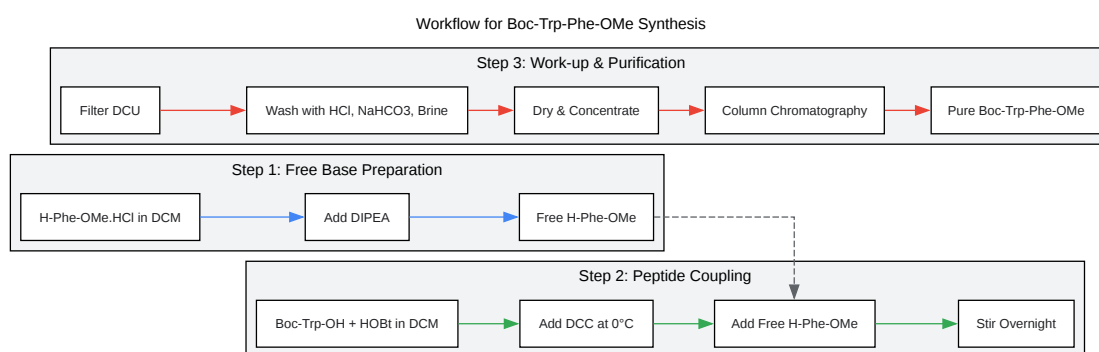 Workflow for Boc-Trp-Phe-OMe Synthesis
Step 3: Work-up & Purification
Filter DCU
Wash with HCl, NaHCO3, Brine
Dry & Concentrate
Column Chromatography
Pure Boc-Trp-Phe-OMe
Step 1: Free Base Preparation
H-Phe-OMe.HCl in DCM
Add DIPEA
Free H-Phe-OMe
Step 2: Peptide Coupling
Boc-Trp-OH + HOBt in DCM
Add DCC at 0°C
Add Free H-Phe-OMe
Stir Overnight